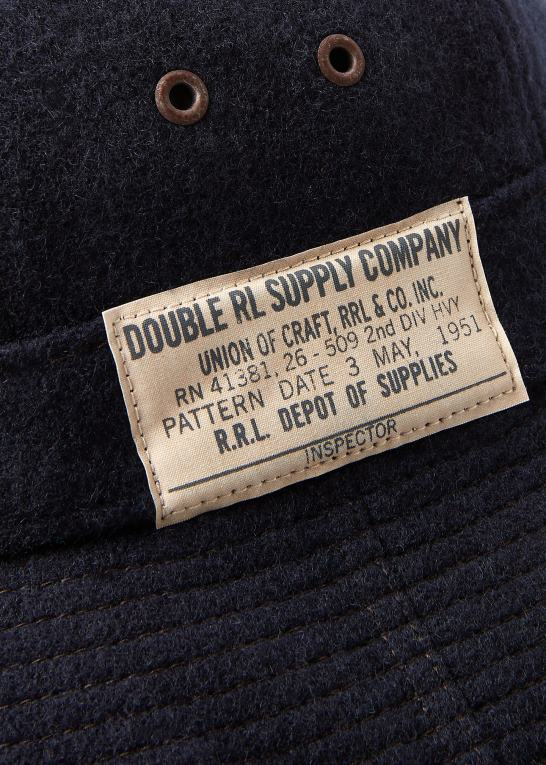 DOUBLE RL SUPPLY COMPANY
UNION OF CRAFT, RRL & CO. INC.
RN 41381, 26 - 509 2nd DIV HVY
PATTERN DATE 3 MAY, 1951
R.R.L. DEPOT OF SUPPLIES
INSPECTOR